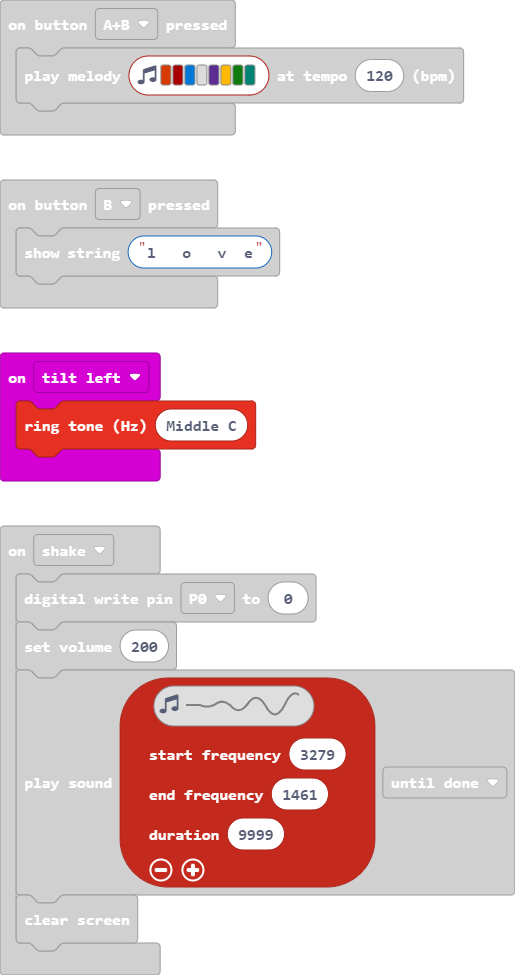 on button A+B pressed
play melody at tempo 120 (bpm)
on button B pressed
show string "l o v e"
on tilt left
ring tone (Hz) Middle C
on shake
digital write pin P0 to 0
set volume 200
start frequency 3279
play sound
end frequency 1461
until done
duration 9999
clear screen